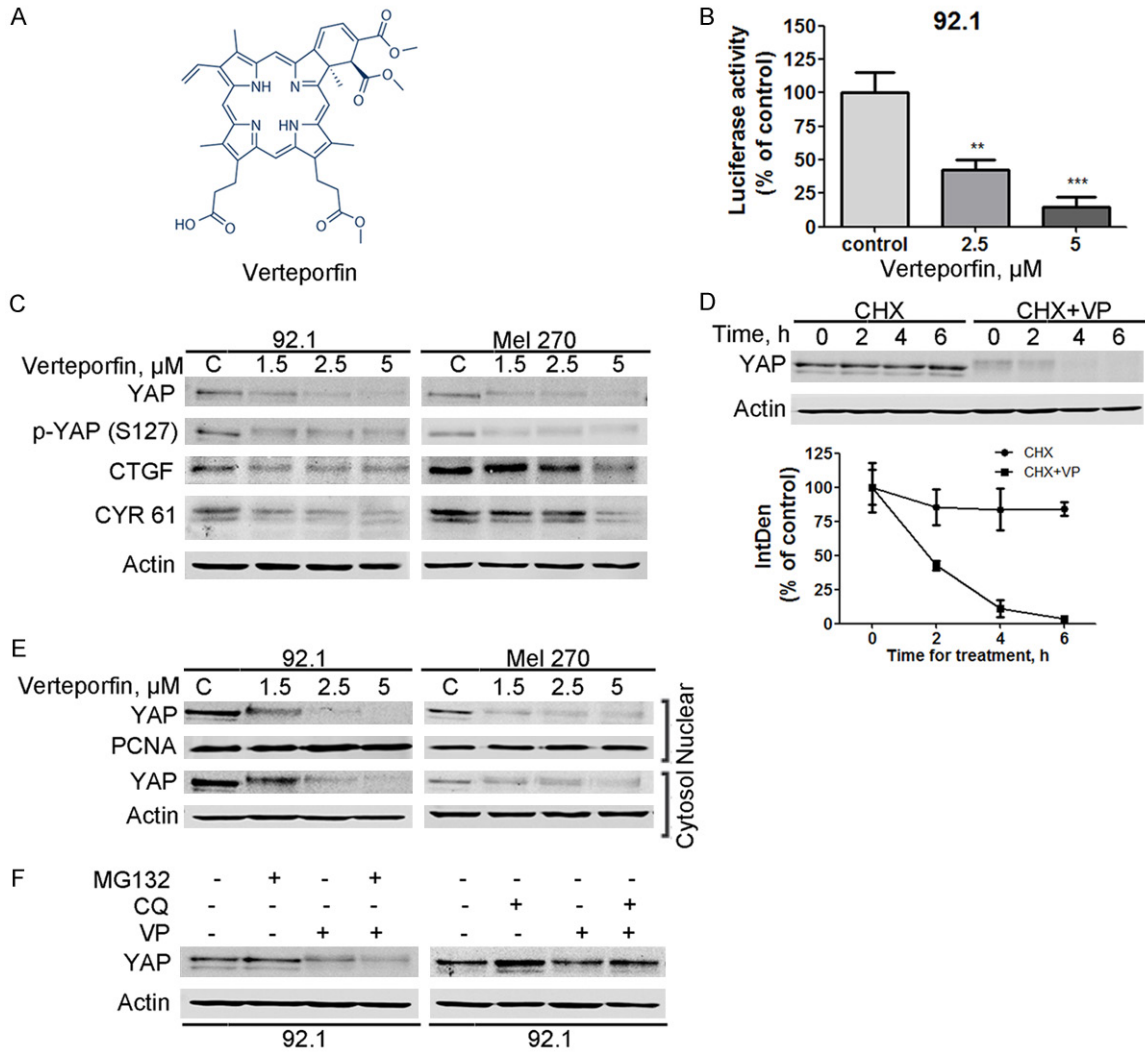 A
NH
N
N
HN
O
O
O
O
HO
O
O
O
Verteporfin
B
92.1
Luciferase activity
(% of control)
125
100
75
50
25
0
**
***
control 2.5 5
Verteporfin, µM
C
92.1 Mel 270
Verteporfin, µM C 1.5 2.5 5 C 1.5 2.5 5
YAP
p-YAP (S127)
CTGF
CYR 61
Actin
D
CHX CHX+VP
Time, h 0 2 4 6 0 2 4 6
YAP
Actin
CHX
CHX+VP
IntDen
(% of control)
125
100
75
50
25
0
0 2 4 6
Time for treatment, h
E
92.1 Mel 270
Verteporfin, µM C 1.5 2.5 5 C 1.5 2.5 5
YAP
PCNA
Nuclear
YAP
Actin
Cytosol
F
MG132 - + - + - - - -
CQ - - - - - + - +
VP - - + + - - + +
YAP
Actin
92.1 92.1